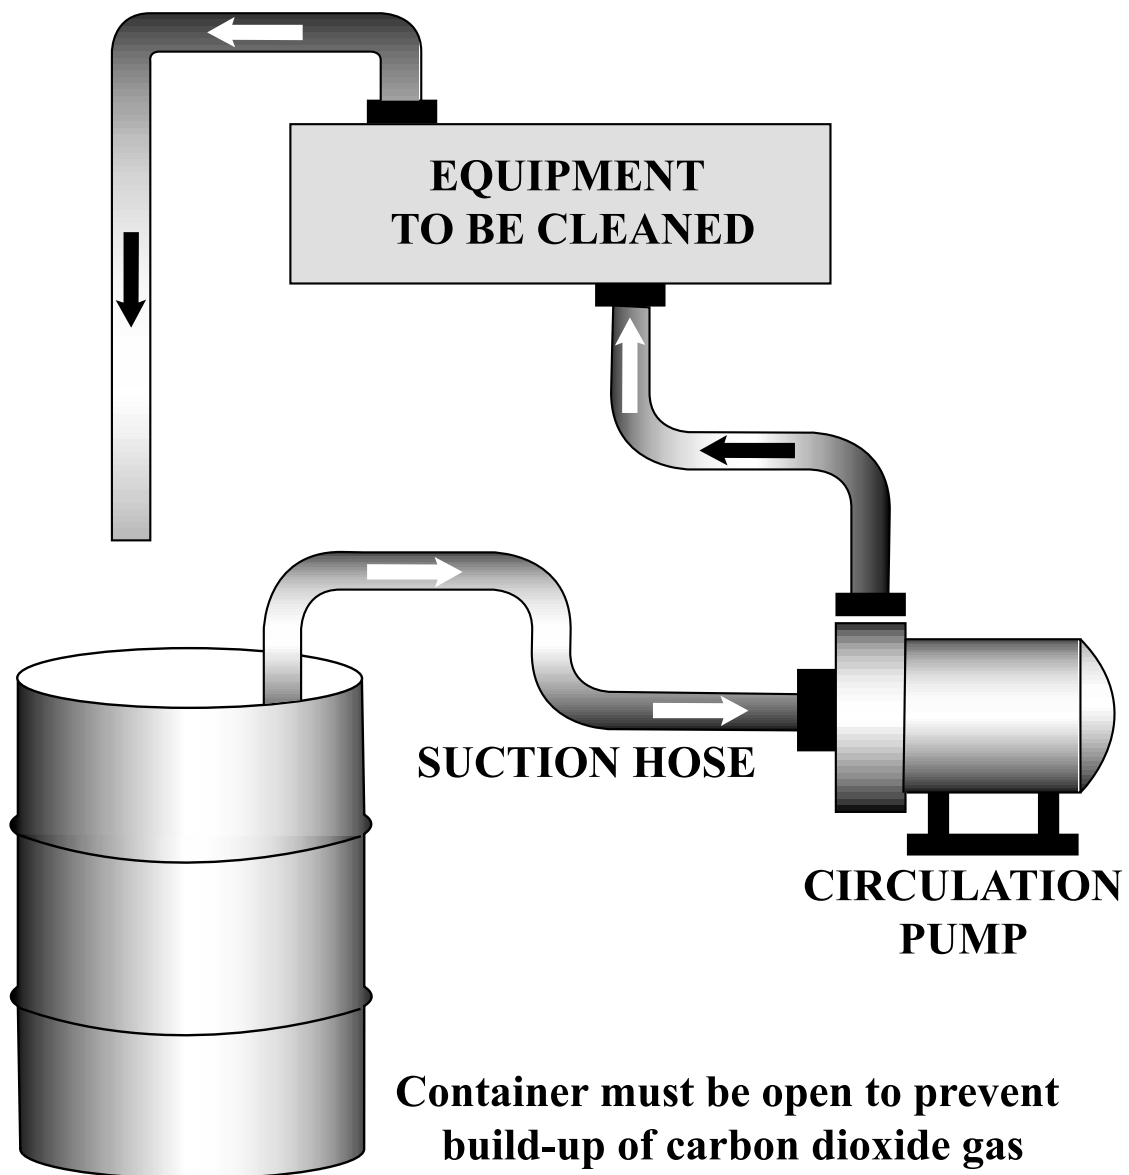 EQUIPMENT
TO BE CLEANED
SUCTION HOSE
CIRCULATION
PUMP
Container must be open to prevent
build-up of carbon dioxide gas